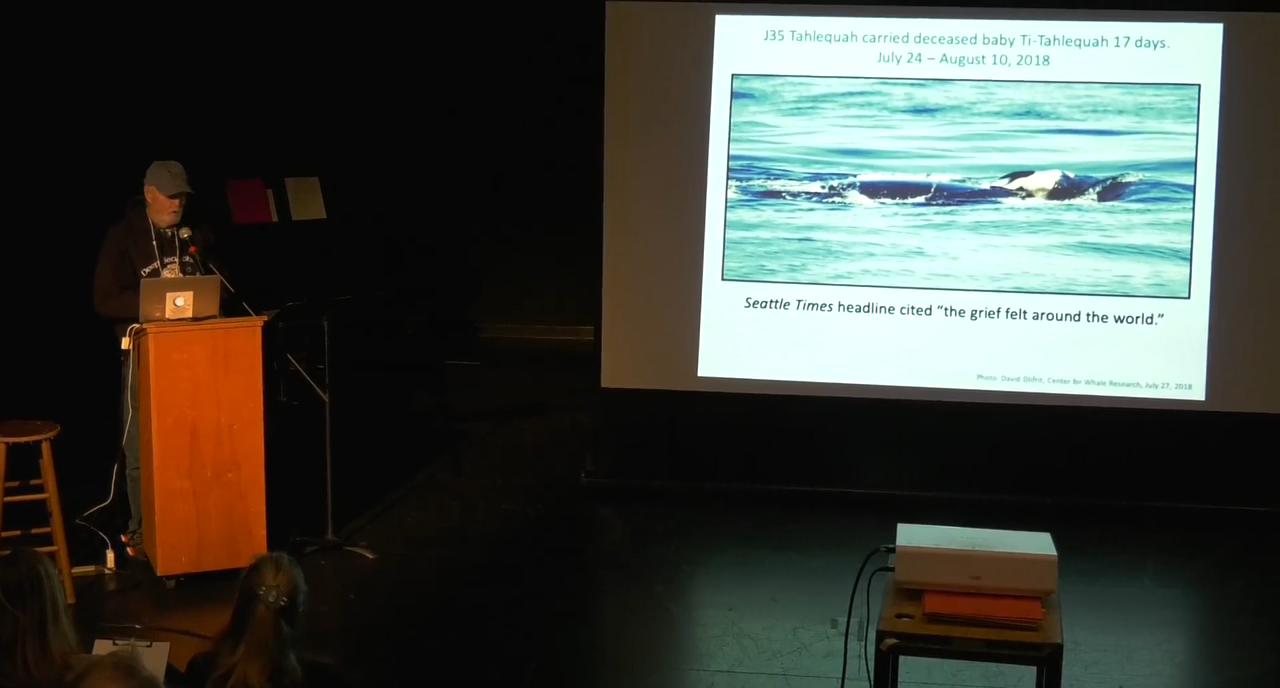 J35 Tahlequah carried deceased baby Ti-Tahlequah 17 days.
July 24 – August 10, 2018
Seattle Times headline cited “the grief felt around the world.”
Photo: David Ellifrit, Center for Whale Research, July 27, 2018